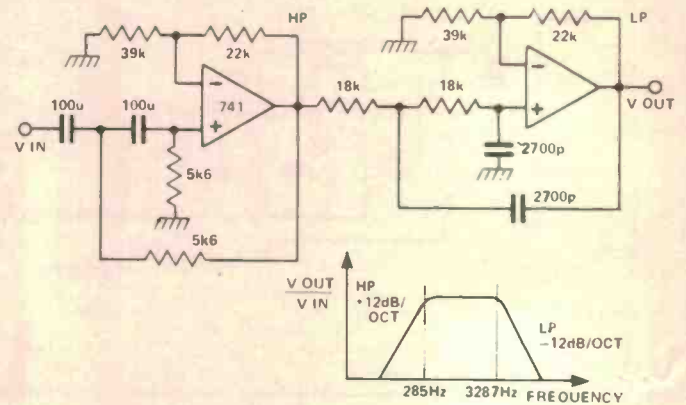 HP
LP
39k
22k
39k
22k
100u
100u
741
18k
18k
V IN
V OUT
5k6
2700p
5k6
2700p
V OUT
V IN
HP
+12dB/
OCT
LP
−12dB/OCT
285Hz
3287Hz
FREQUENCY